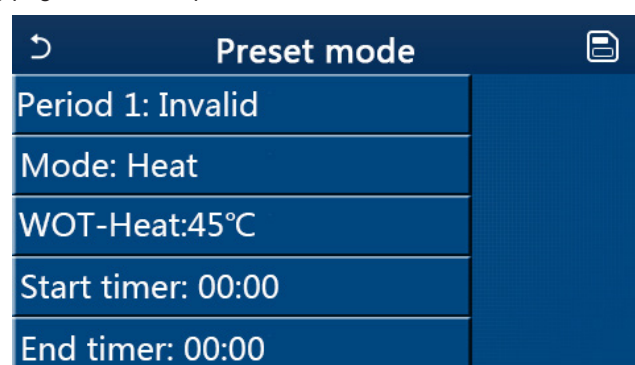 Preset mode
Period 1: Invalid
Mode: Heat
WOT-Heat:45℃
Start timer: 00:00
End timer: 00:00